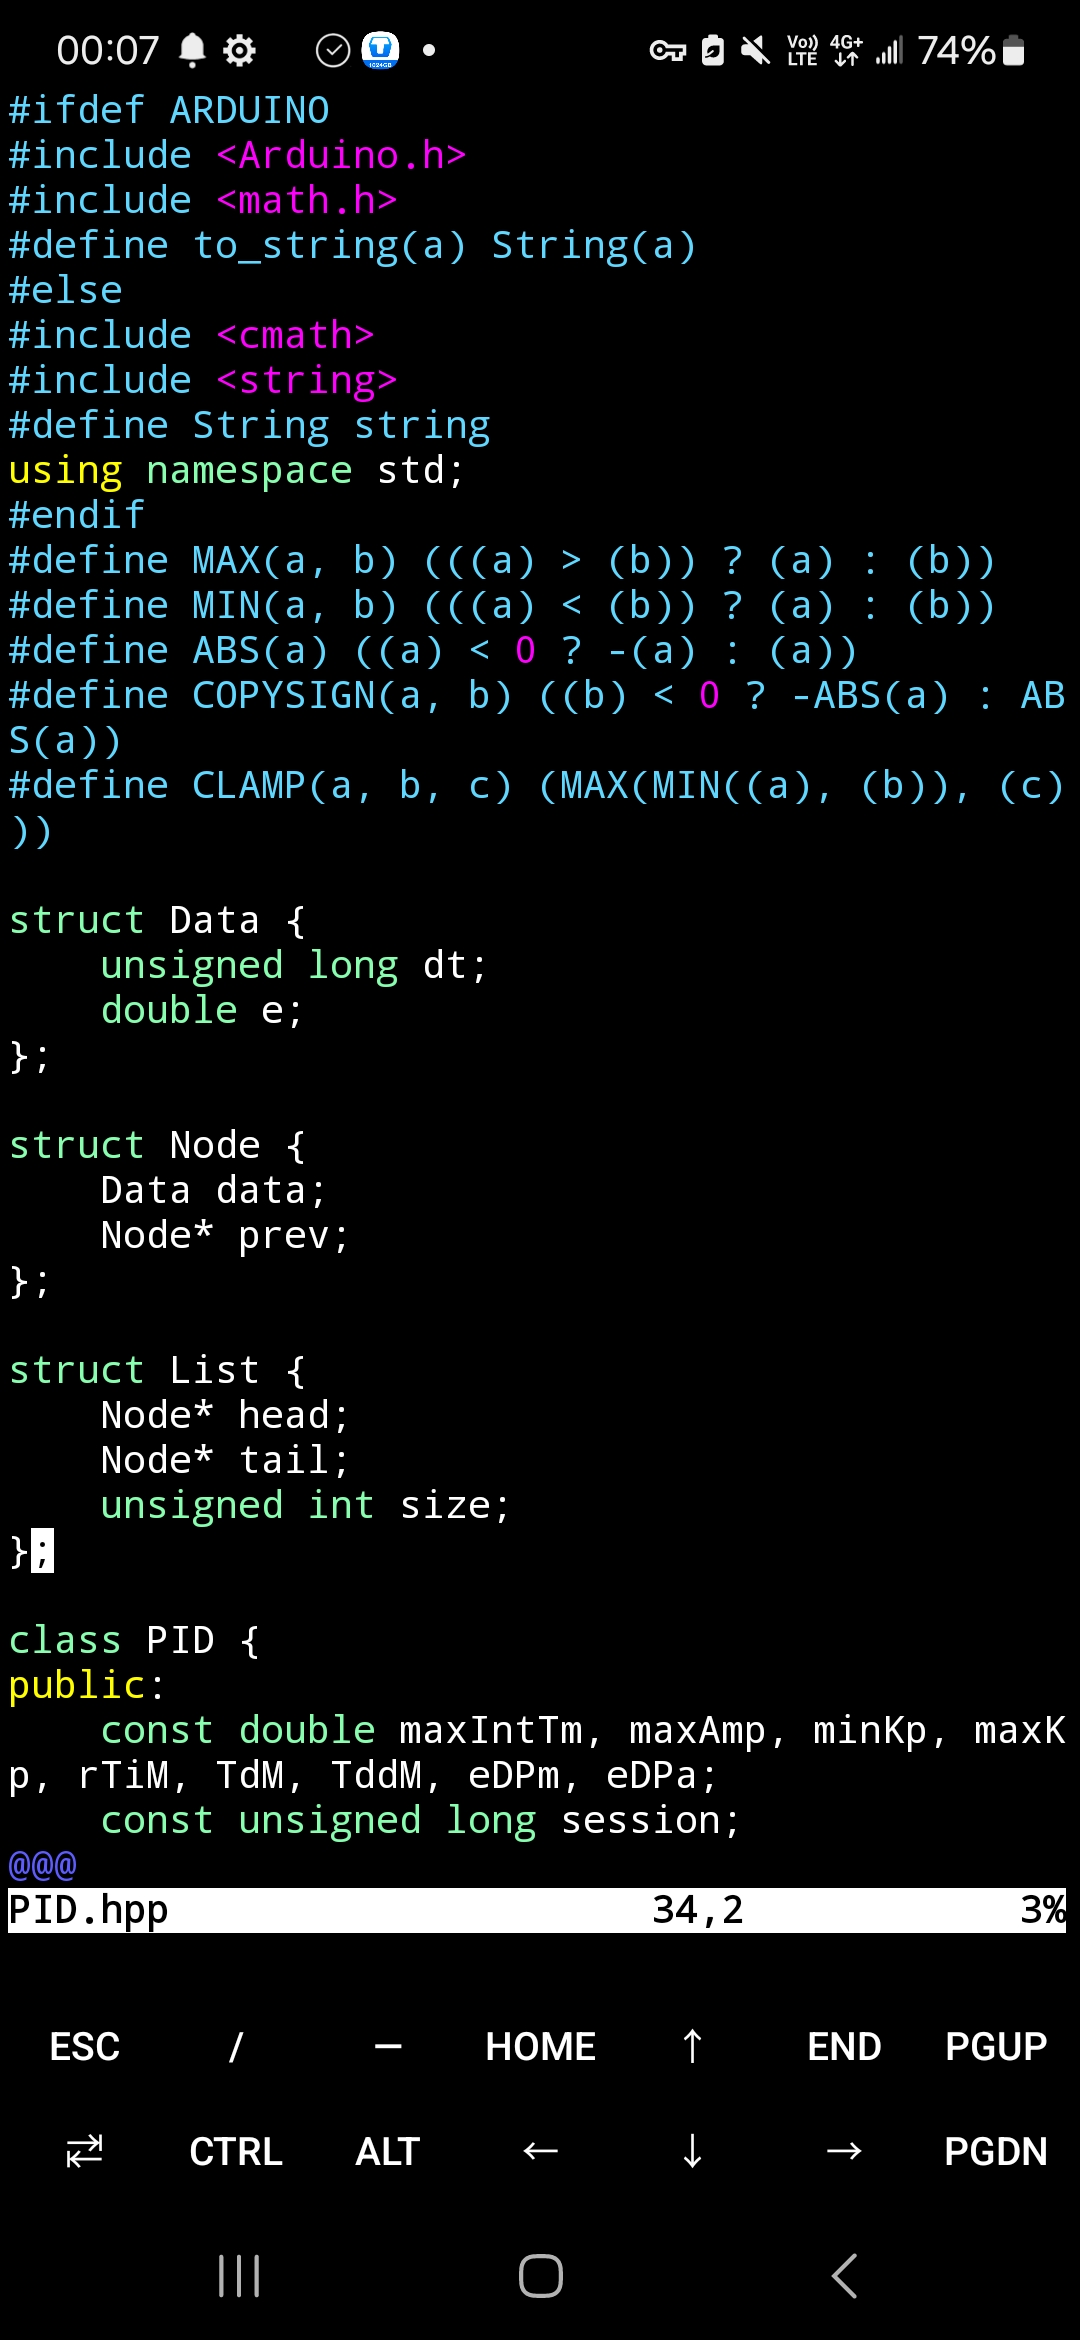 00:07 1024GB Vo)) LTE 4G+ 74%
#ifdef ARDUINO
#include <Arduino.h>
#include <math.h>
#define to_string(a) String(a)
#else
#include <cmath>
#include <string>
#define String string
using namespace std;
#endif
#define MAX(a, b) (((a) > (b)) ? (a) : (b))
#define MIN(a, b) (((a) < (b)) ? (a) : (b))
#define ABS(a) ((a) < 0 ? -(a) : (a))
#define COPYSIGN(a, b) ((b) < 0 ? -ABS(a) : AB
S(a))
#define CLAMP(a, b, c) (MAX(MIN((a), (b)), (c)
))
struct Data {
    unsigned long dt;
    double e;
};
struct Node {
    Data data;
    Node* prev;
};
struct List {
    Node* head;
    Node* tail;
    unsigned int size;
};
class PID {
public:
    const double maxIntTm, maxAmp, minKp, maxK
p, rTiM, TdM, TddM, eDPm, eDPa;
    const unsigned long session;
@@@
PID.hpp 34,2 3%
ESC / — HOME ↑ END PGUP
⇄ CTRL ALT ← ↓ → PGDN